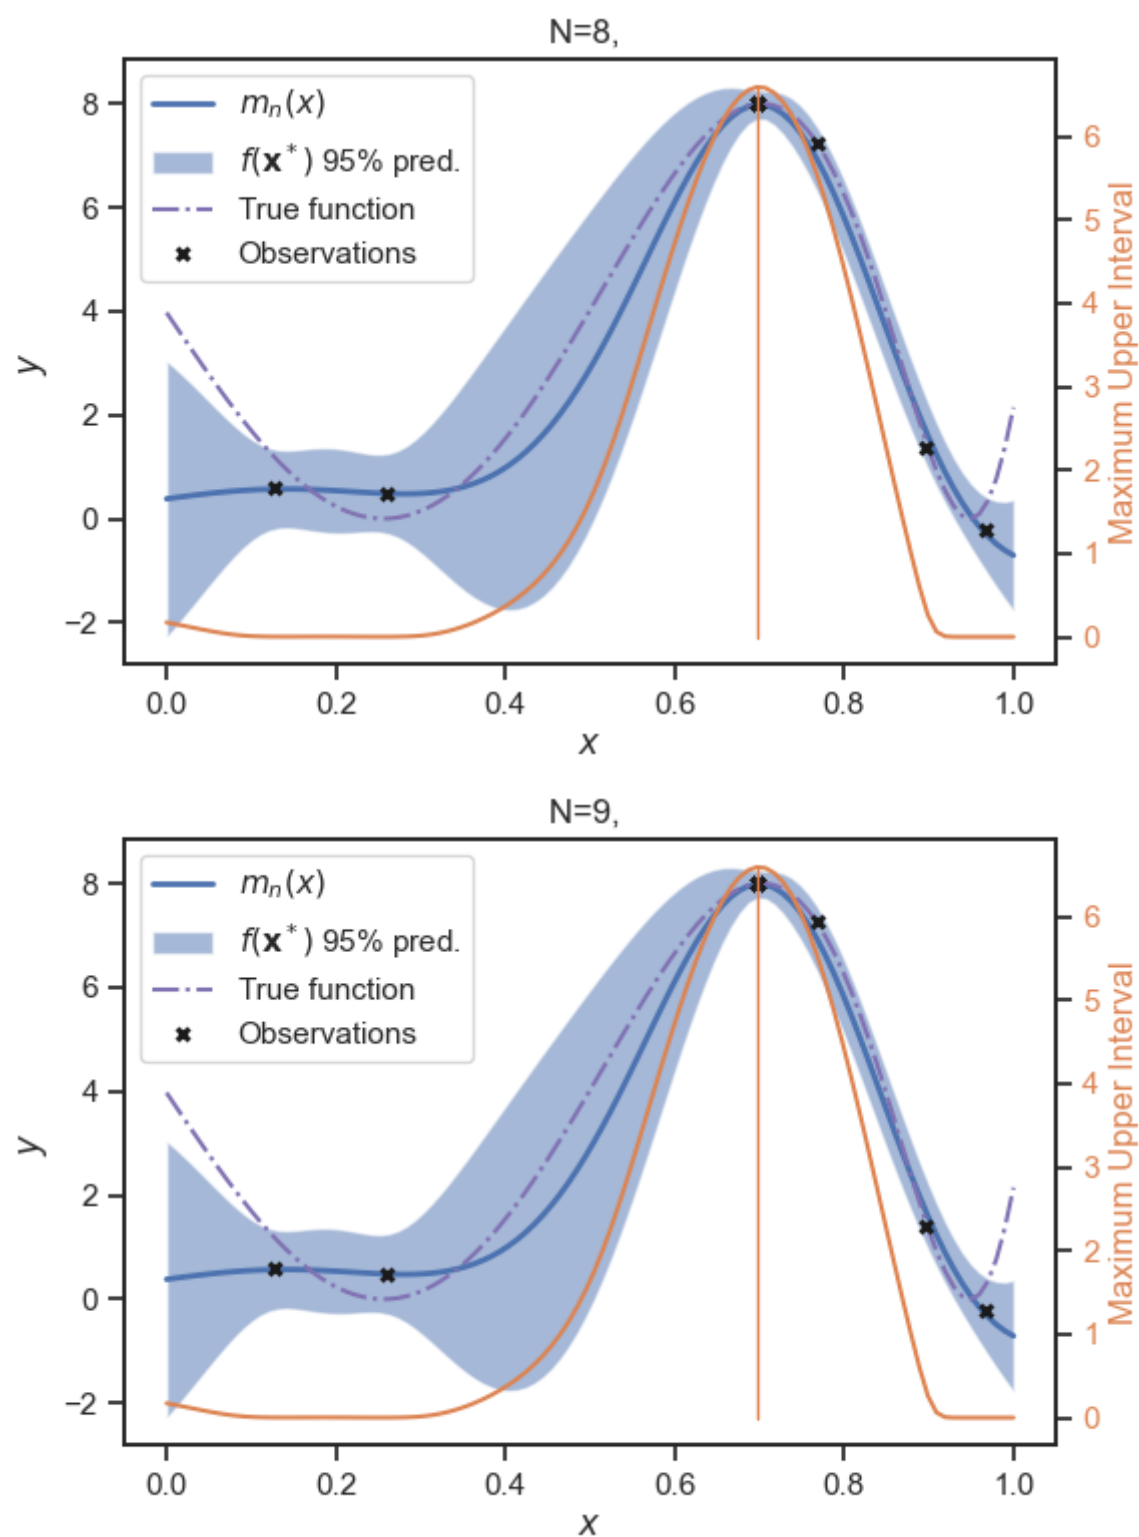 N=8,
mₙ(x)
f(x*) 95% pred.
True function
Observations
8
6
4
2
0
−2
y
6
5
4
3
2
1
0
Maximum Upper Interval
0.0 0.2 0.4 0.6 0.8 1.0
x
N=9,
mₙ(x)
f(x*) 95% pred.
True function
Observations
8
6
4
2
0
−2
y
6
5
4
3
2
1
0
Maximum Upper Interval
0.0 0.2 0.4 0.6 0.8 1.0
x